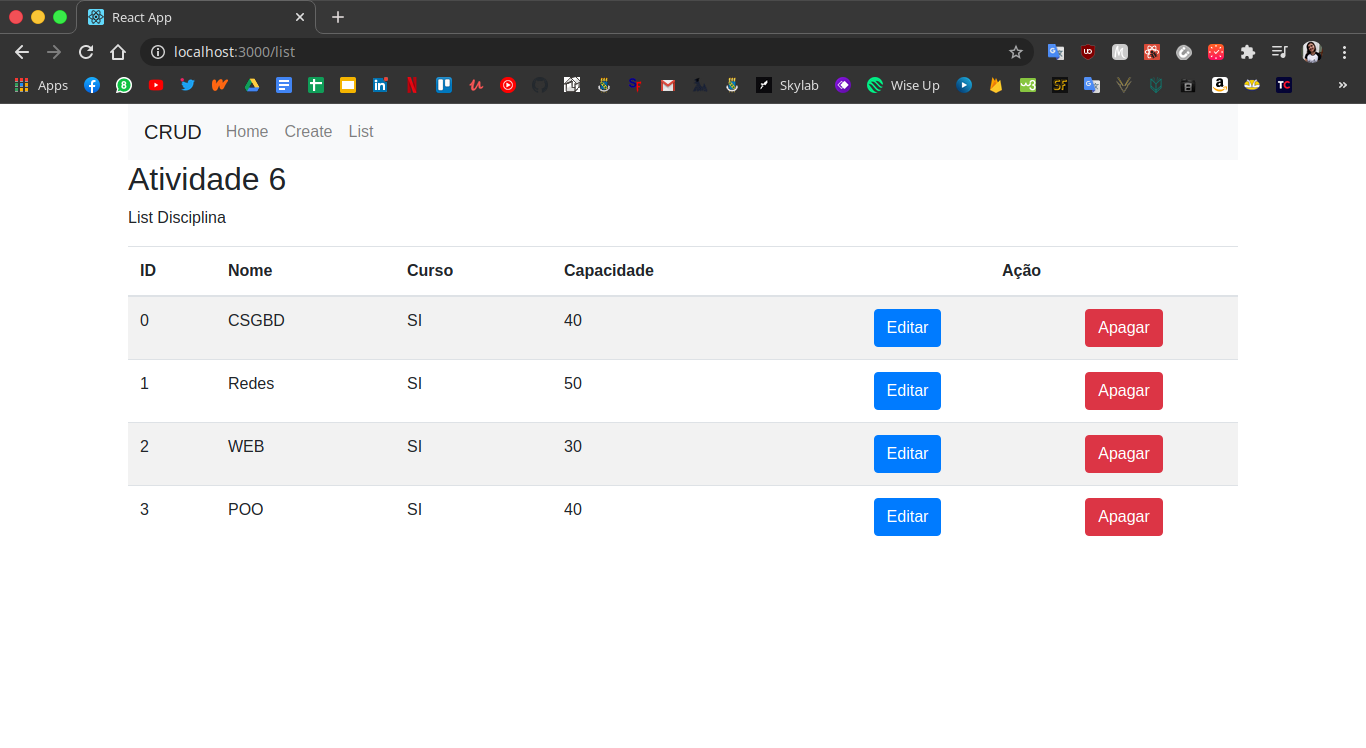 React App
localhost:3000/list
Apps
Skylab
Wise Up
CRUD Home Create List
Atividade 6
List Disciplina
ID Nome Curso Capacidade Ação
0 CSGBD SI 40 Editar Apagar
1 Redes SI 50 Editar Apagar
2 WEB SI 30 Editar Apagar
3 POO SI 40 Editar Apagar